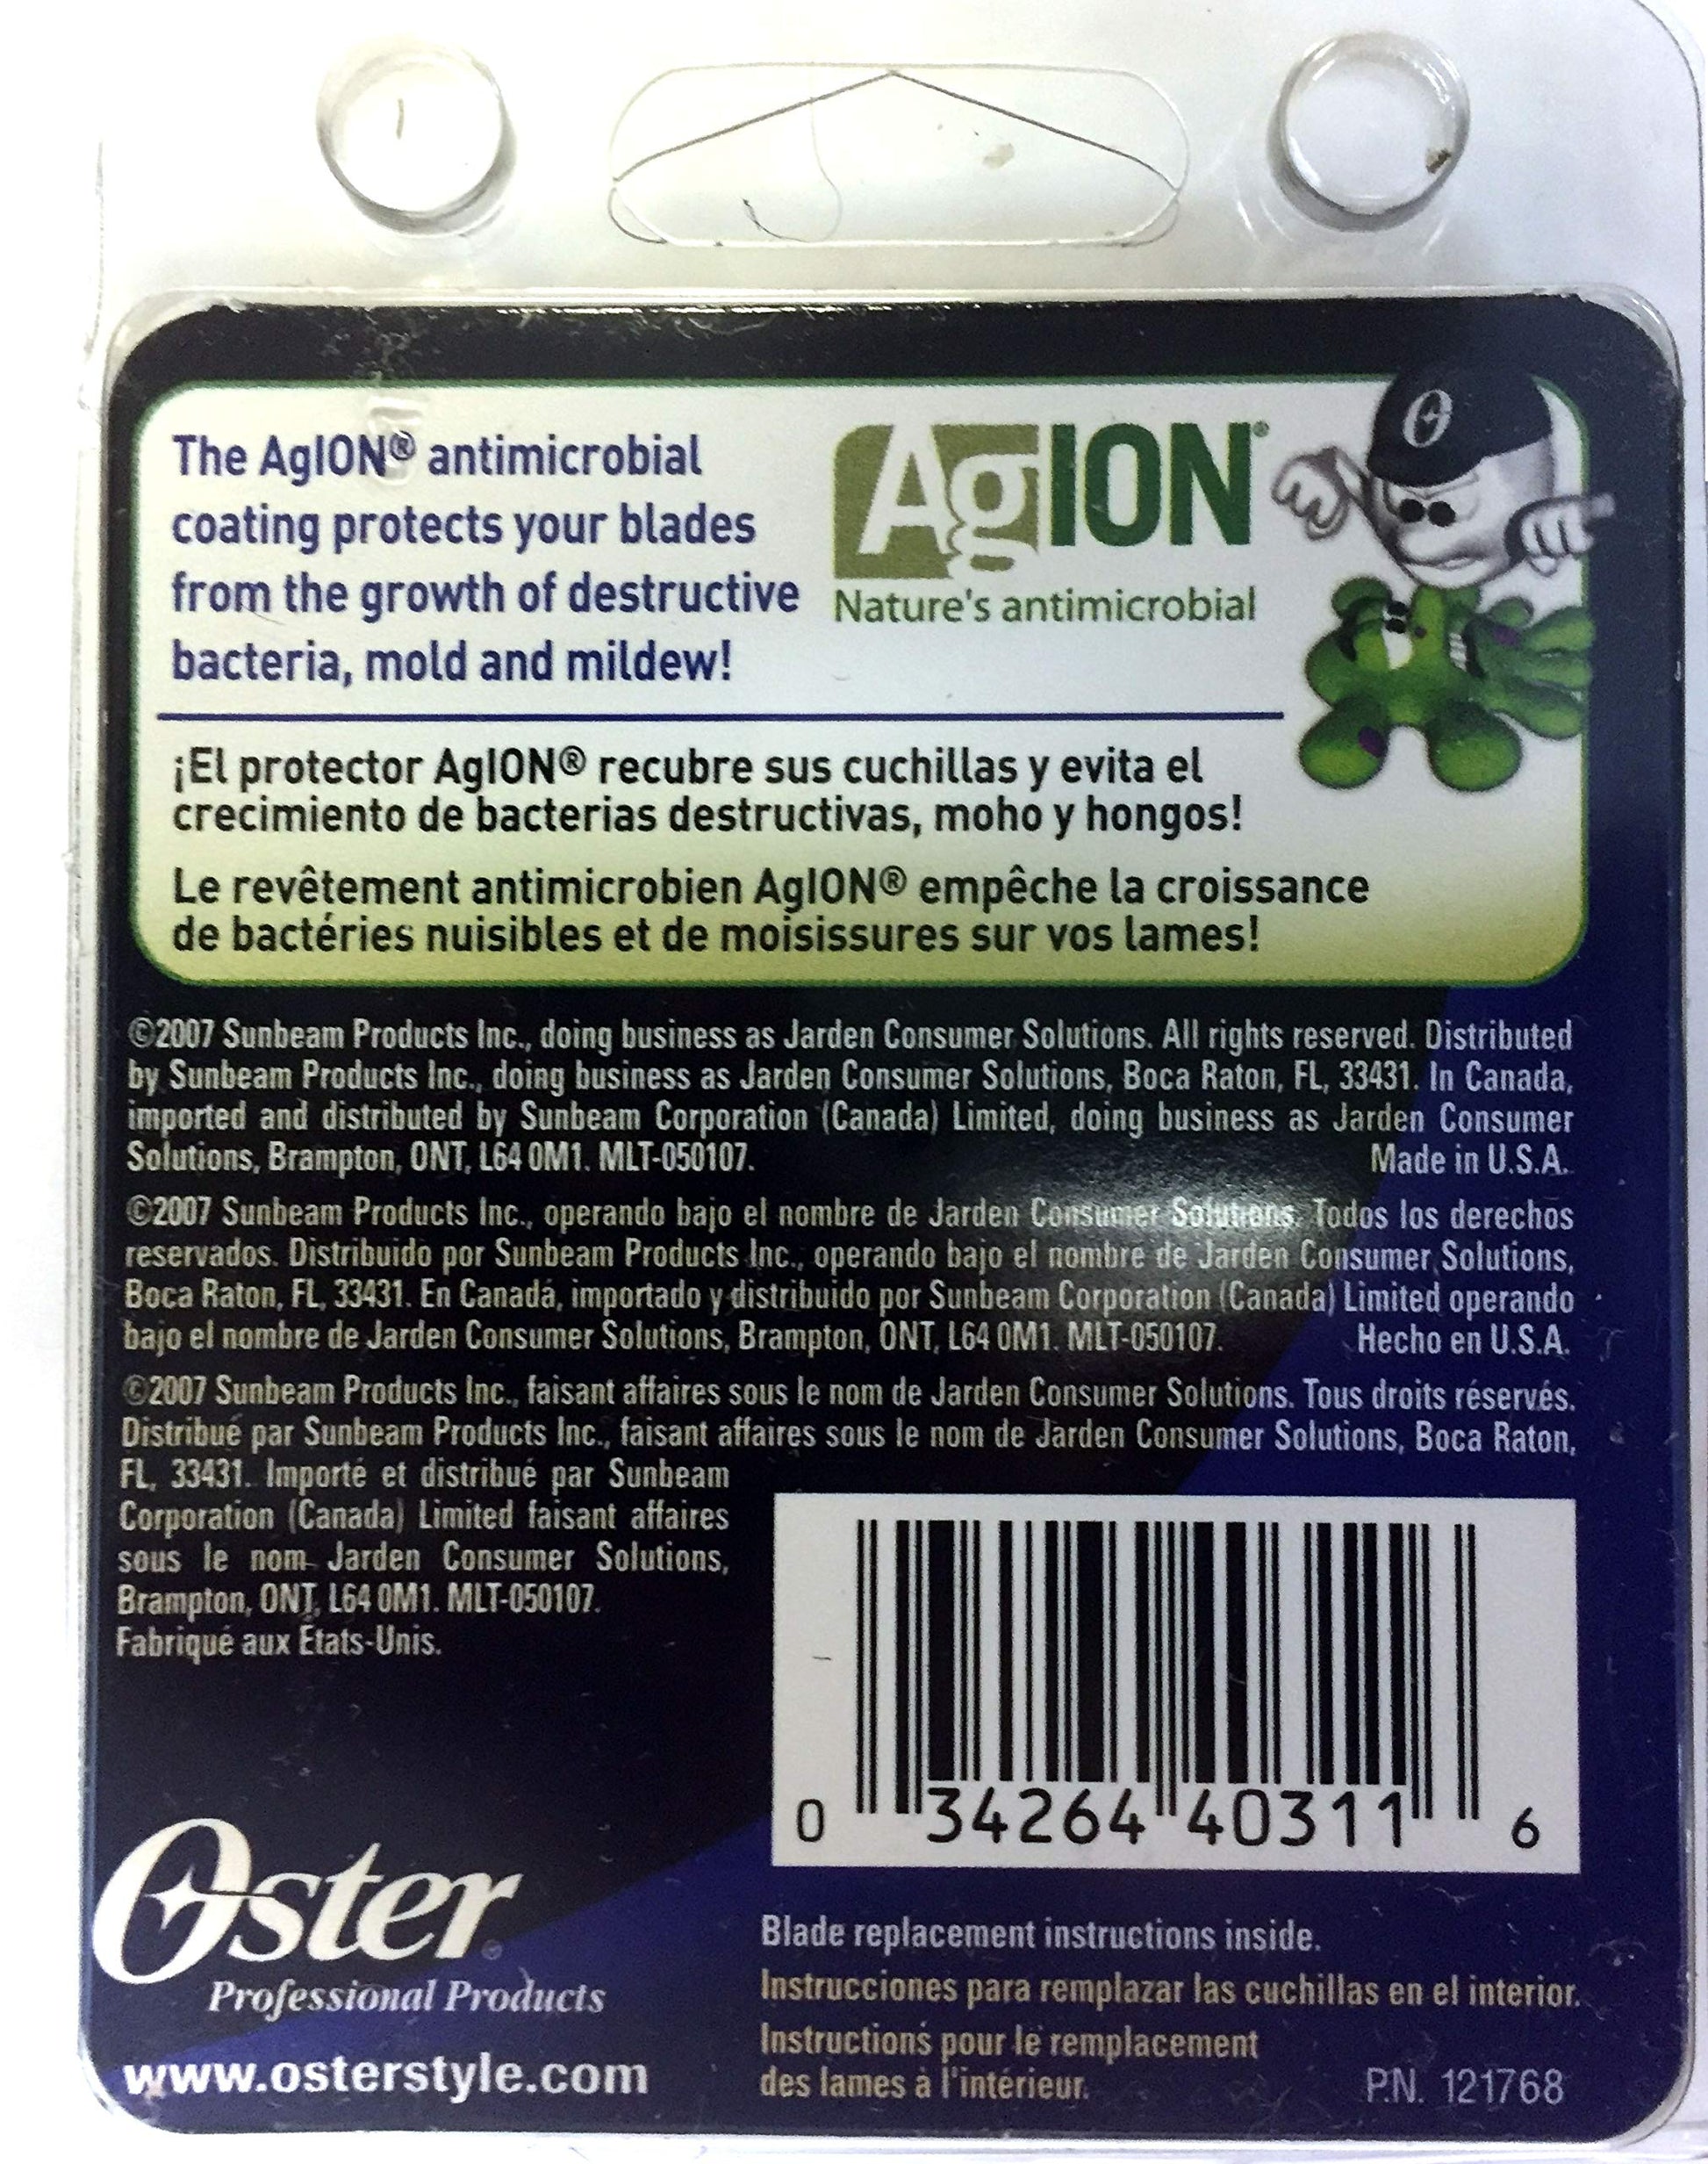 The AgION® antimicrobial
coating protects your blades
from the growth of destructive
bacteria, mold and mildew!
AgION®
Nature's antimicrobial
¡El protector AgION® recubre sus cuchillas y evita el
crecimiento de bacterias destructivas, moho y hongos!
Le revêtement antimicrobien AgION® empêche la croissance
de bactéries nuisibles et de moisissures sur vos lames!
©2007 Sunbeam Products Inc., doing business as Jarden Consumer Solutions. All rights reserved. Distributed
by Sunbeam Products Inc., doing business as Jarden Consumer Solutions, Boca Raton, FL, 33431. In Canada,
imported and distributed by Sunbeam Corporation (Canada) Limited, doing business as Jarden Consumer
Solutions, Brampton, ONT, L64 0M1. MLT-050107. Made in U.S.A.
©2007 Sunbeam Products Inc., operando bajo el nombre de Jarden Consumer Solutions. Todos los derechos
reservados. Distribuido por Sunbeam Products Inc., operando bajo el nombre de Jarden Consumer Solutions,
Boca Raton, FL, 33431. En Canadá, importado y distribuido por Sunbeam Corporation (Canada) Limited operando
bajo el nombre de Jarden Consumer Solutions, Brampton, ONT, L64 0M1. MLT-050107. Hecho en U.S.A.
©2007 Sunbeam Products Inc., faisant affaires sous le nom de Jarden Consumer Solutions. Tous droits réservés.
Distribué par Sunbeam Products Inc., faisant affaires sous le nom de Jarden Consumer Solutions, Boca Raton,
FL, 33431. Importé et distribué par Sunbeam
Corporation (Canada) Limited faisant affaires
sous le nom Jarden Consumer Solutions,
Brampton, ONT, L64 0M1. MLT-050107.
Fabriqué aux États-Unis.
0 34264 40311 6
Oster®
Professional Products
www.osterstyle.com
Blade replacement instructions inside.
Instrucciones para remplazar las cuchillas en el interior.
Instructions pour le remplacement
des lames à l'intérieur.
P.N. 121768